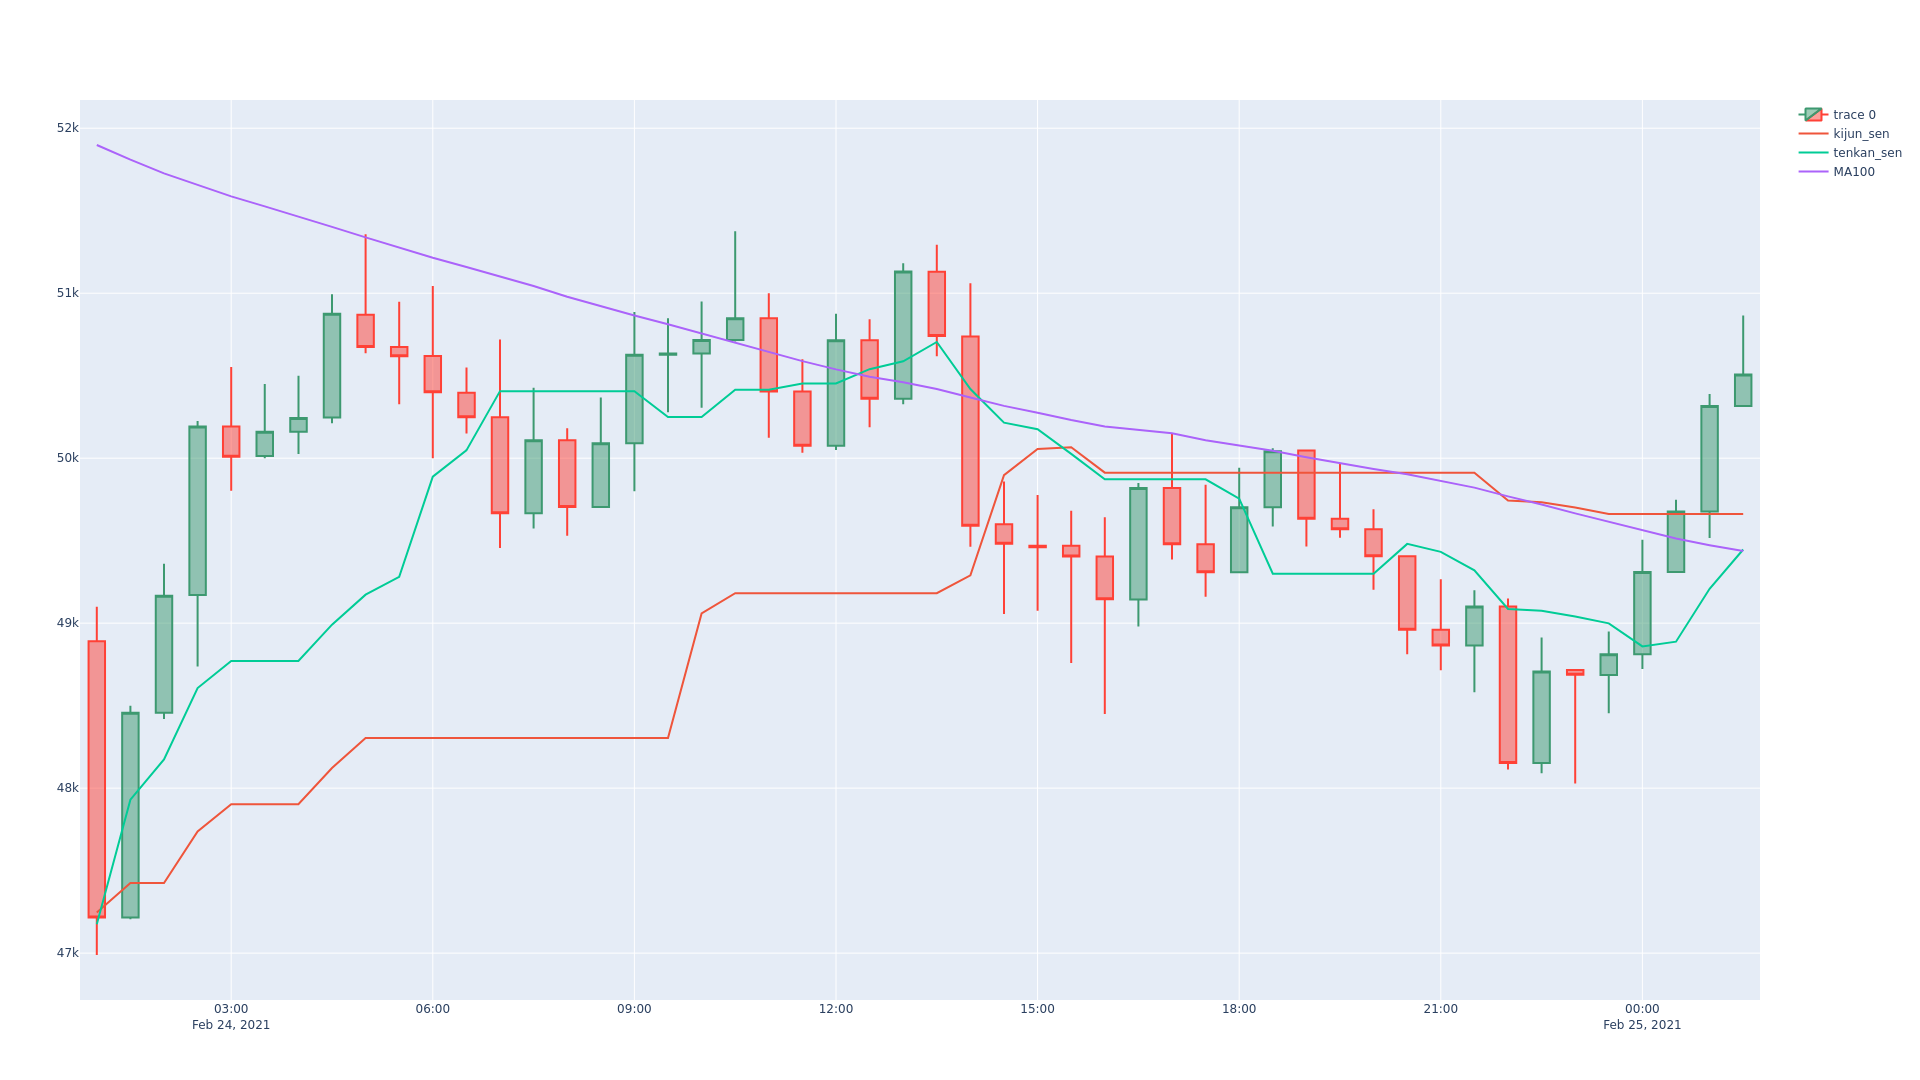 52k
51k
50k
49k
48k
47k
03:00
Feb 24, 2021
06:00
09:00
12:00
15:00
18:00
21:00
00:00
Feb 25, 2021
trace 0
kijun_sen
tenkan_sen
MA100